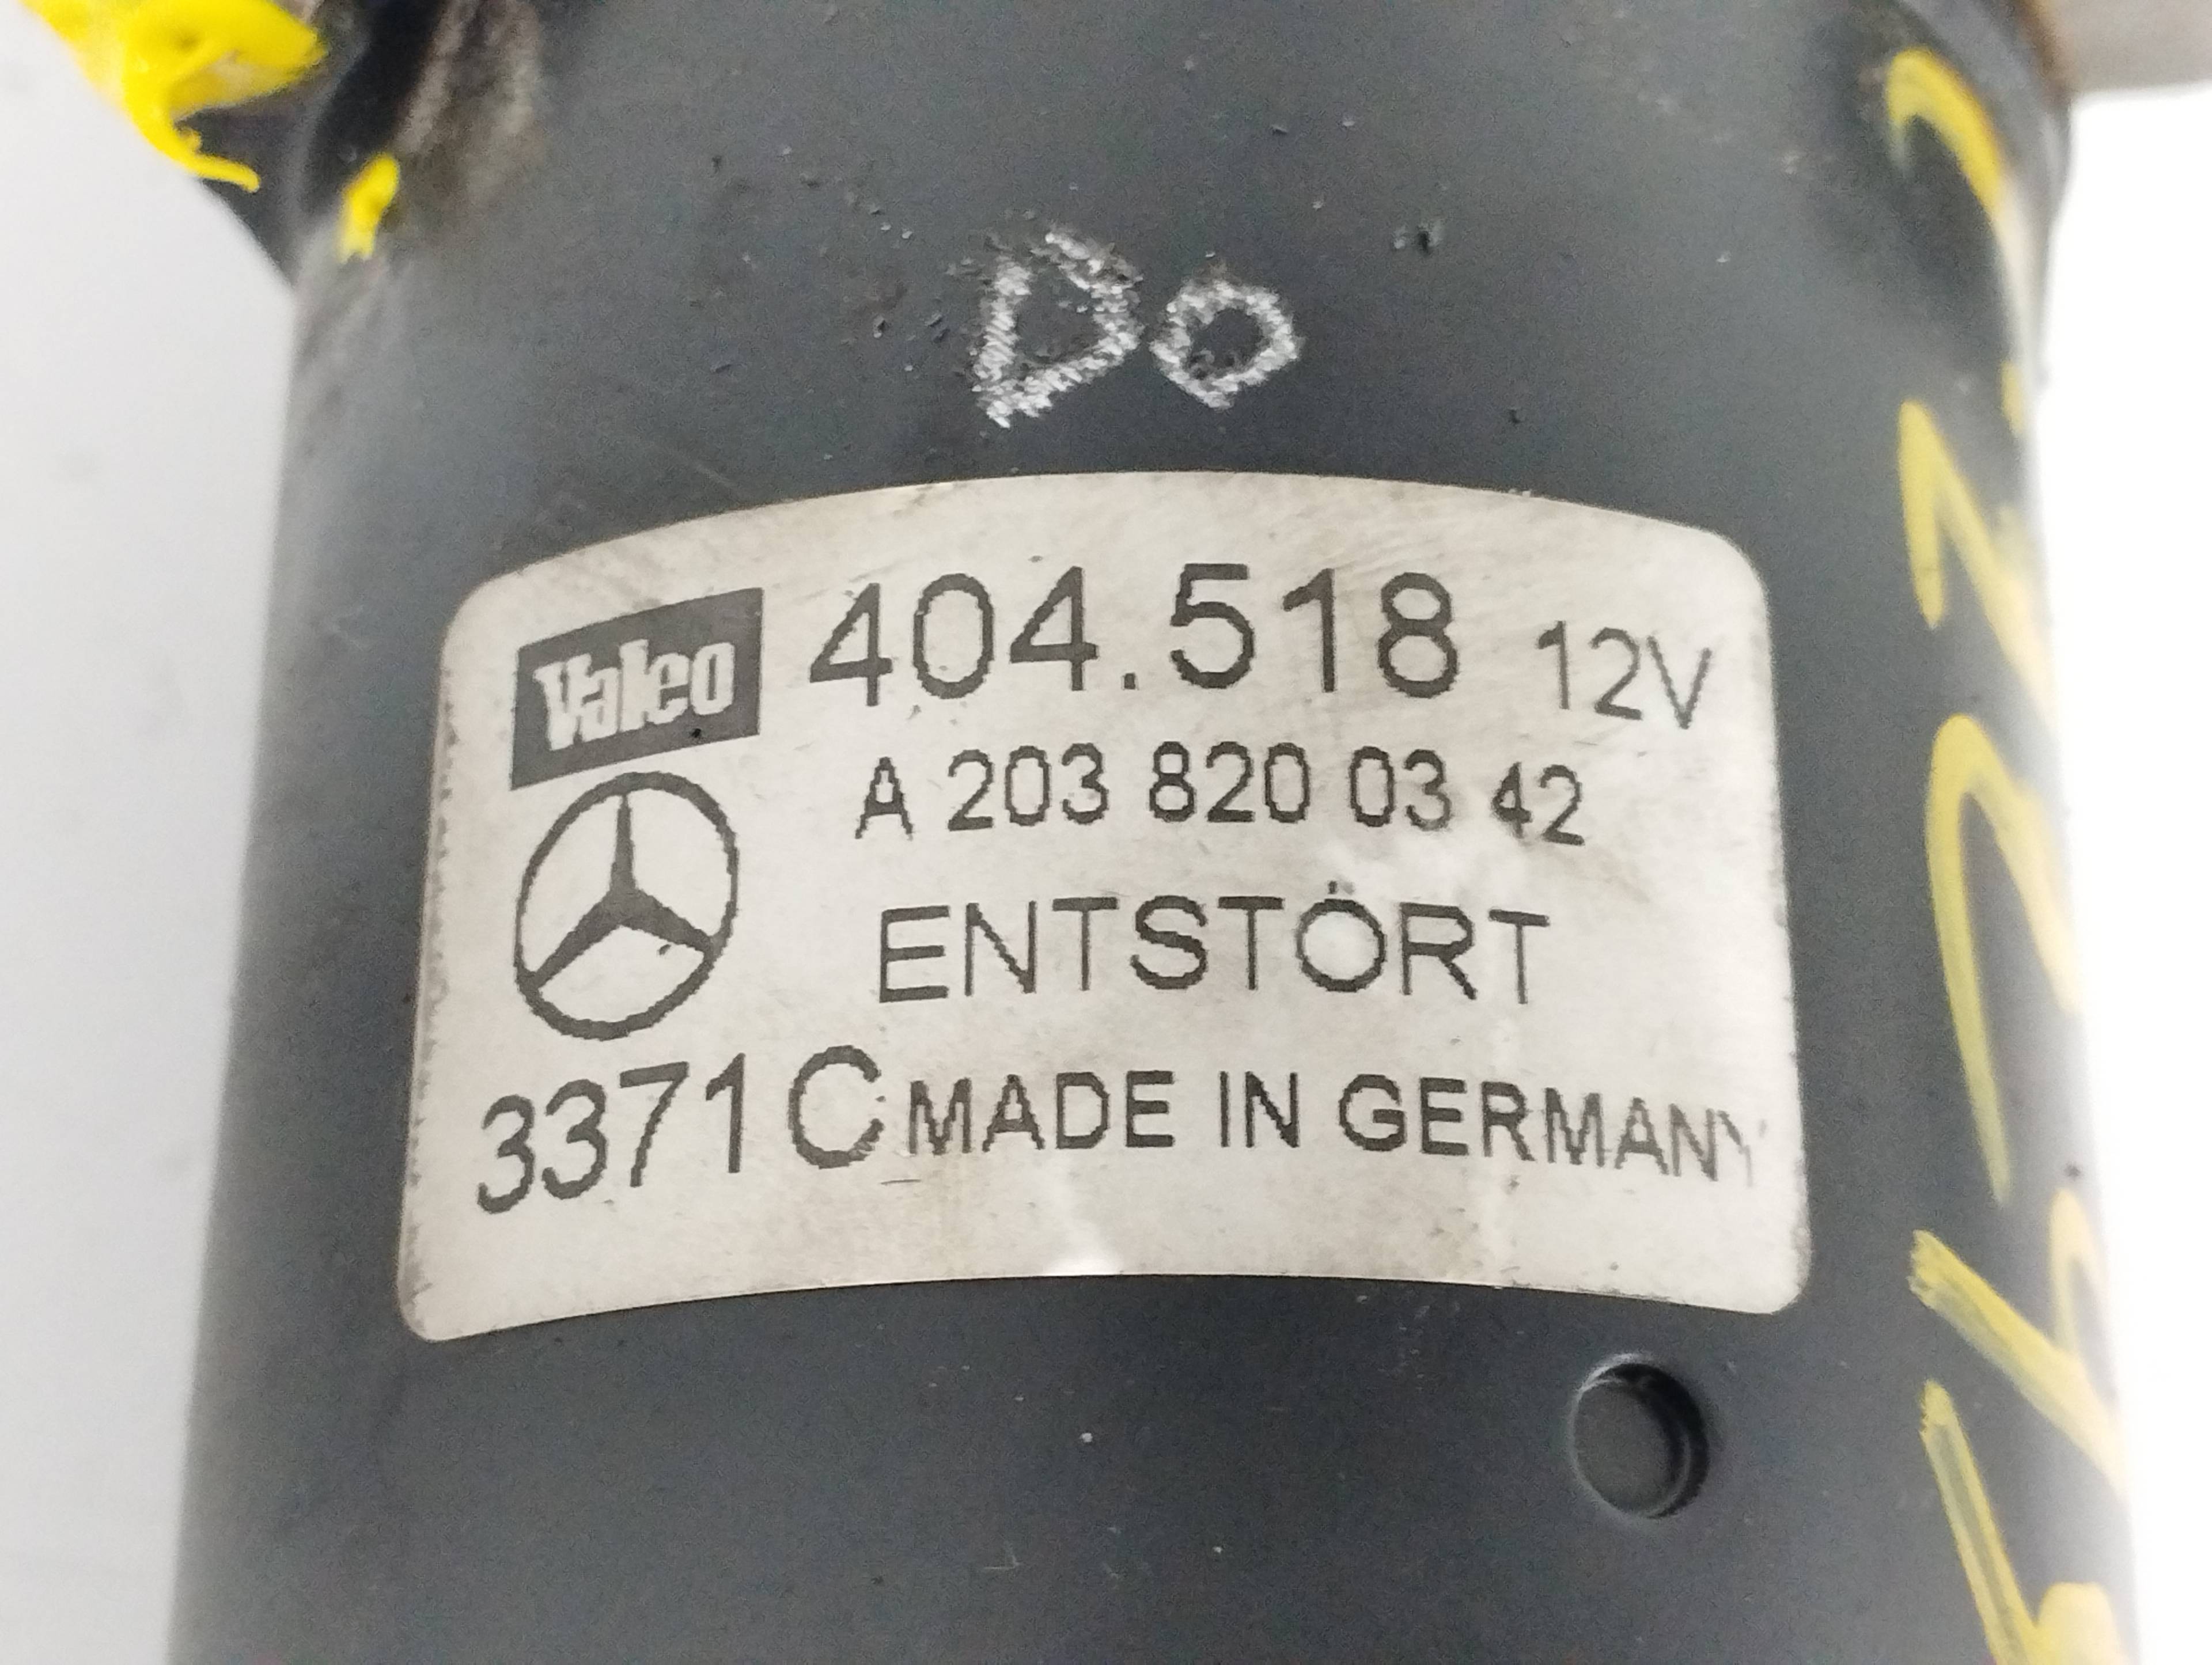 Do
Valeo 404.518 12V
A 203 820 03 42
ENTSTÖRT
3371C MADE IN GERMANY